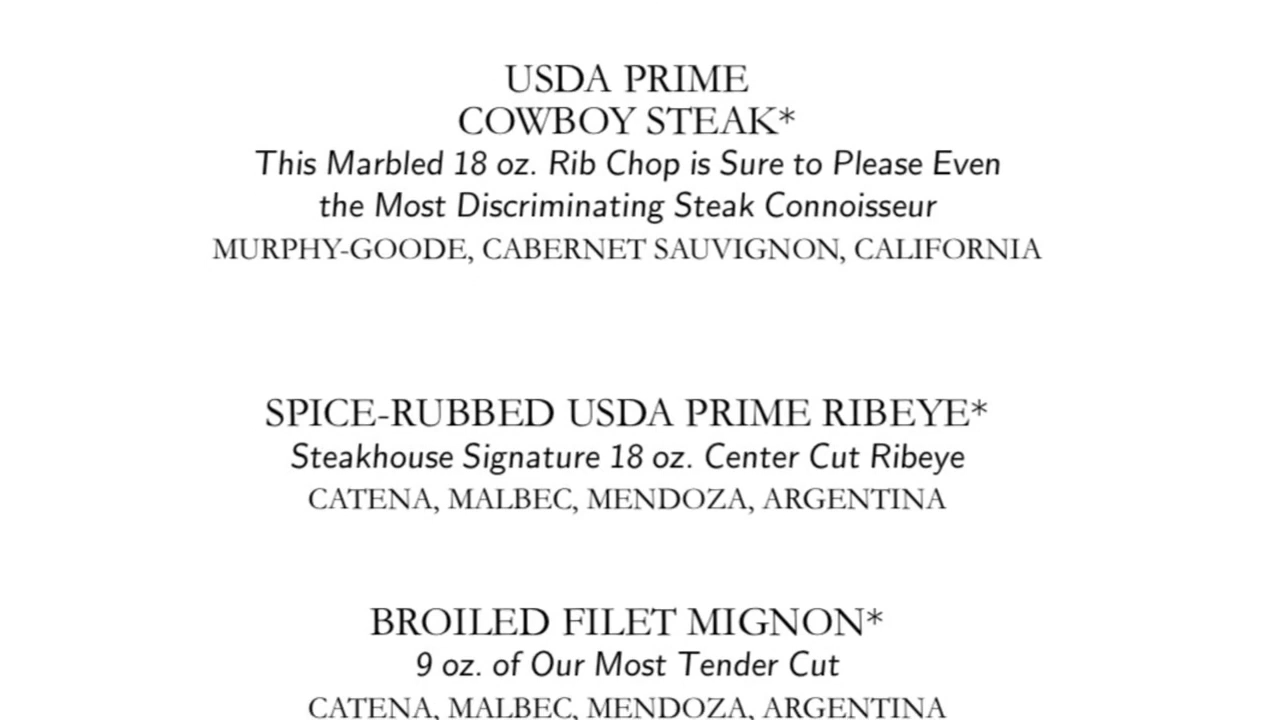 USDA PRIME
COWBOY STEAK*
This Marbled 18 oz. Rib Chop is Sure to Please Even
the Most Discriminating Steak Connoisseur
MURPHY-GOODE, CABERNET SAUVIGNON, CALIFORNIA
SPICE-RUBBED USDA PRIME RIBEYE*
Steakhouse Signature 18 oz. Center Cut Ribeye
CATENA, MALBEC, MENDOZA, ARGENTINA
BROILED FILET MIGNON*
9 oz. of Our Most Tender Cut
CATENA, MALBEC, MENDOZA, ARGENTINA